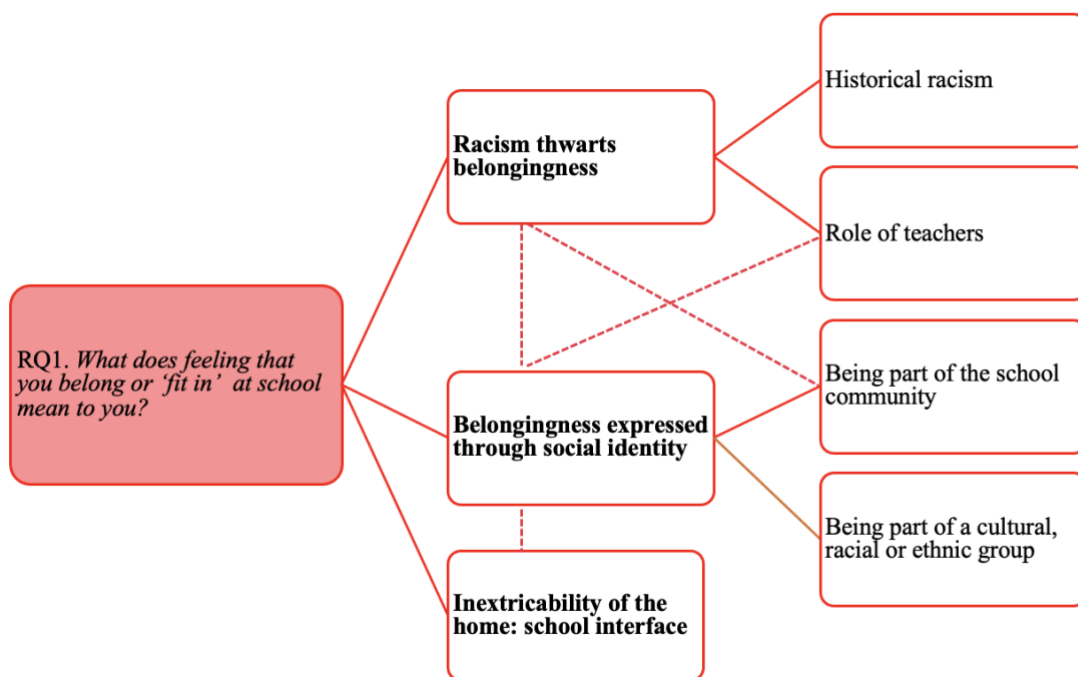 RQ1. What does feeling that
you belong or ‘fit in’ at school
mean to you?
Racism thwarts
belongingness
Belongingness expressed
through social identity
Inextricability of the
home: school interface
Historical racism
Role of teachers
Being part of the school
community
Being part of a cultural,
racial or ethnic group